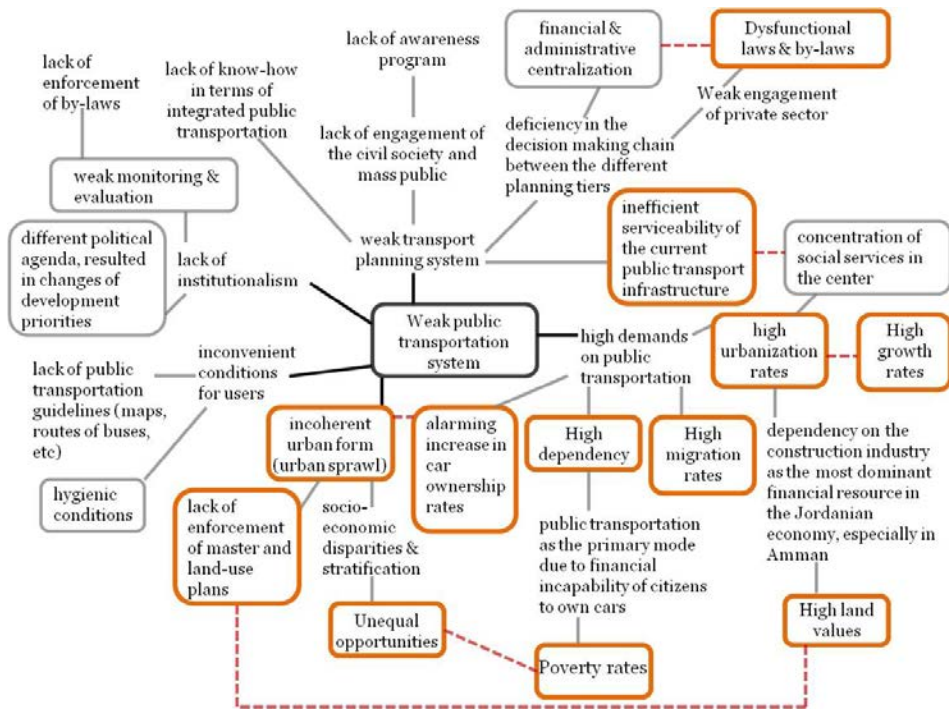 lack of
enforcement
of by-laws
lack of know-how
in terms of
integrated public
transportation
lack of awareness
program
financial &
administrative
centralization
Dysfunctional
laws & by-laws
Weak engagement
of private sector
lack of engagement of
the civil society and
mass public
deficiency in the
decision making chain
between the different
planning tiers
weak monitoring &
evaluation
different political
agenda, resulted
in changes of
development
priorities
lack of
institutionalism
weak transport
planning system
inefficient
serviceability of
the current
public transport
infrastructure
concentration of
social services in
the center
Weak public
transportation
system
high demands
on public
transportation
high
urbanization
rates
High
growth
rates
lack of public
transportation
guidelines (maps,
routes of buses,
etc)
inconvenient
conditions
for users
hygienic
conditions
incoherent
urban form
(urban sprawl)
alarming
increase in
car
ownership
rates
High
dependency
High
migration
rates
dependency on the
construction industry
as the most dominant
financial resource in
the Jordanian
economy, especially in
Amman
lack of
enforcement
of master and
land-use
plans
socio-
economic
disparities &
stratification
public transportation
as the primary mode
due to financial
incapability of citizens
to own cars
Unequal
opportunities
Poverty rates
High land
values